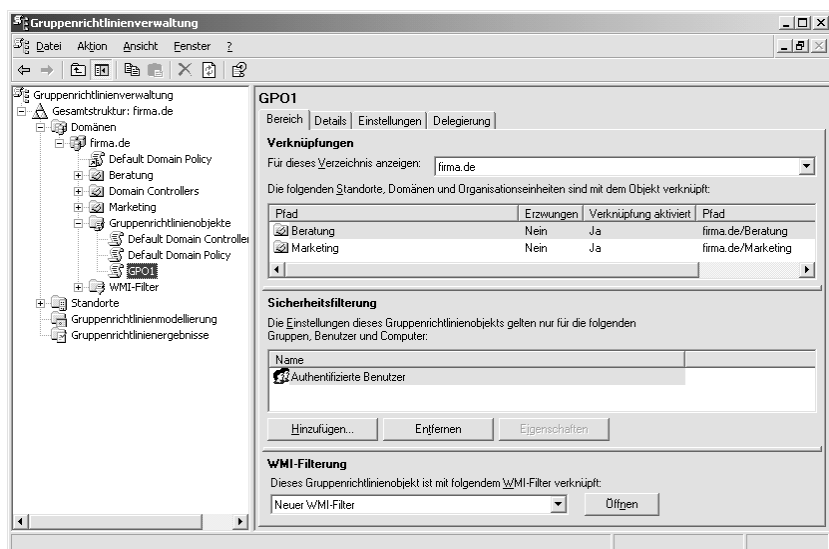 Gruppenrichtlinienverwaltung
Datei Aktion Ansicht Fenster ?
Gruppenrichtlinienverwaltung
Gesamtstruktur: firma.de
Domänen
firma.de
Default Domain Policy
Beratung
Domain Controllers
Marketing
Gruppenrichtlinienobjekte
Default Domain Controller
Default Domain Policy
GPO1
WMI-Filter
Standorte
Gruppenrichtlinienmodellierung
Gruppenrichtlinienergebnisse
GPO1
Bereich Details Einstellungen Delegierung
Verknüpfungen
Für dieses Verzeichnis anzeigen: firma.de
Die folgenden Standorte, Domänen und Organisationseinheiten sind mit dem Objekt verknüpft:
Pfad Erzwungen Verknüpfung aktiviert Pfad
Beratung Nein Ja firma.de/Beratung
Marketing Nein Ja firma.de/Marketing
Sicherheitsfilterung
Die Einstellungen dieses Gruppenrichtlinienobjekts gelten nur für die folgenden
Gruppen, Benutzer und Computer:
Name
Authentifizierte Benutzer
Hinzufügen... Entfernen Eigenschaften
WMI-Filterung
Dieses Gruppenrichtlinienobjekt ist mit folgendem WMI-Filter verknüpft:
Neuer WMI-Filter Öffnen